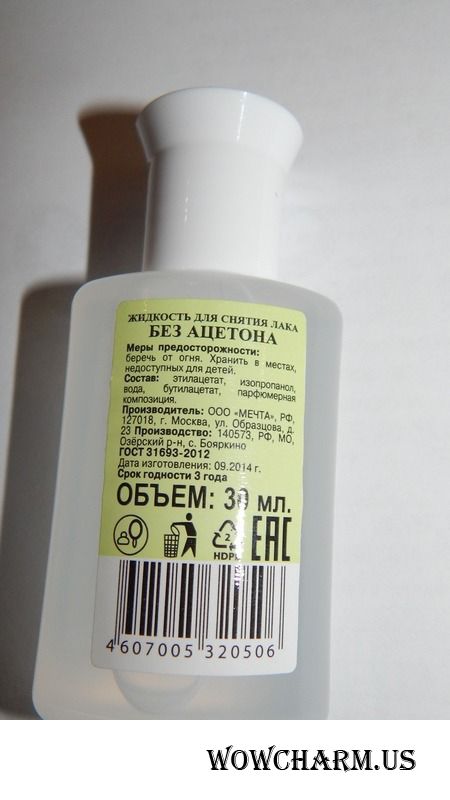 ЖИДКОСТЬ ДЛЯ СНЯТИЯ ЛАКА
БЕЗ АЦЕТОНА
Меры предосторожности:
беречь от огня. Хранить в местах,
недоступных для детей.
Состав: этилацетат, изопропанол,
вода, бутилацетат, парфюмерная
композиция.
Производитель: ООО «МЕЧТА», РФ,
127018, г. Москва, ул. Образцова, д.
23 Производство: 140573, РФ, МО,
Озёрский р-н, с. Бояркино
ГОСТ 31693-2012
Дата изготовления: 09.2014 г.
Срок годности 3 года
ОБЪЕМ: 30 мл.
2
HDPE
EAC
4607005 320506
WOWCHARM.US